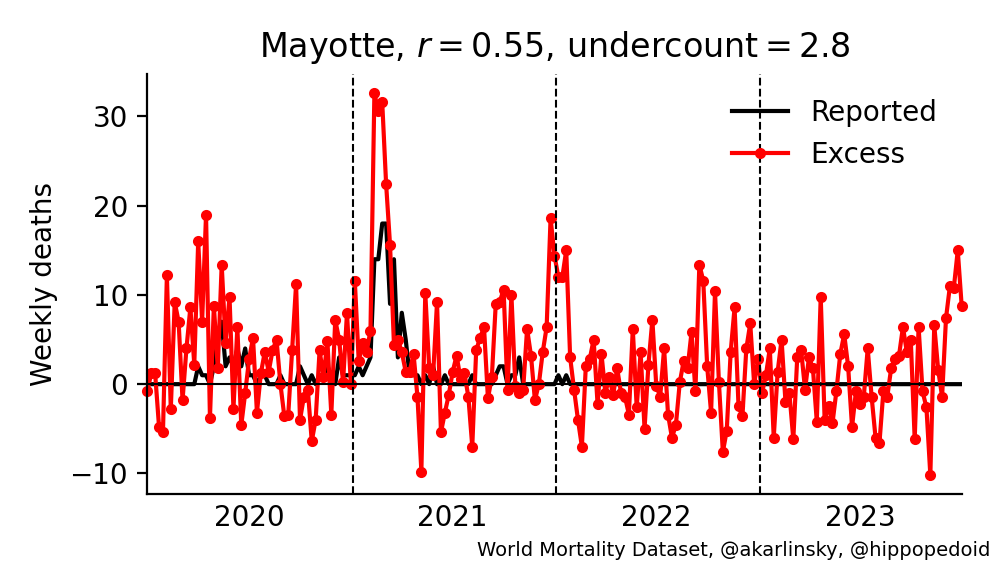 Mayotte, r = 0.55, undercount = 2.8
Weekly deaths
30
20
10
0
−10
Reported
Excess
2020 2021 2022 2023
World Mortality Dataset, @akarlinsky, @hippopedoid